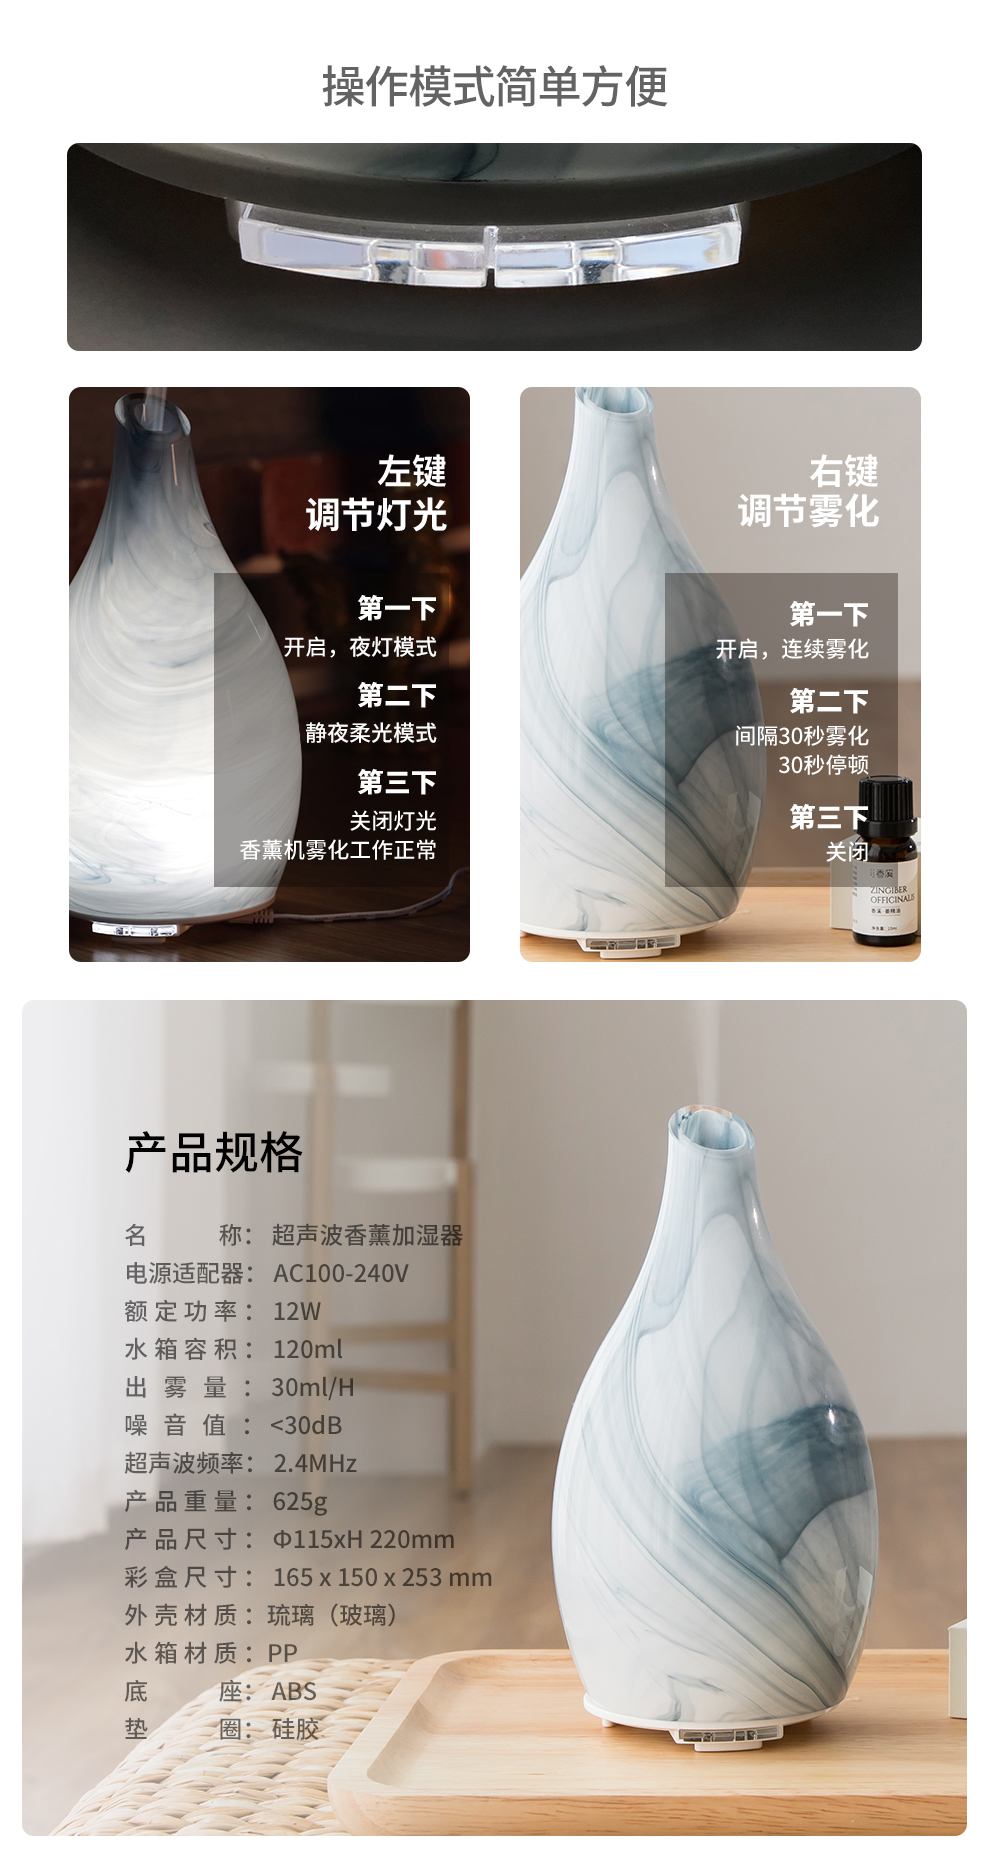 操作模式简单方便
左键
调节灯光
第一下
开启，夜灯模式
第二下
静夜柔光模式
第三下
关闭灯光
香薰机雾化工作正常
右键
调节雾化
第一下
开启，连续雾化
第二下
间隔30秒雾化
30秒停顿
第三下
关闭
ZINGIBER
OFFICINALIS
产品规格
名 称： 超声波香薰加湿器
电源适配器： AC100-240V
额定功率： 12W
水箱容积： 120ml
出雾量： 30ml/H
噪音值： <30dB
超声波频率： 2.4MHz
产品重量： 625g
产品尺寸： Φ115xH 220mm
彩盒尺寸： 165 x 150 x 253 mm
外壳材质： 琉璃（玻璃）
水箱材质： PP
底 座： ABS
垫 圈： 硅胶